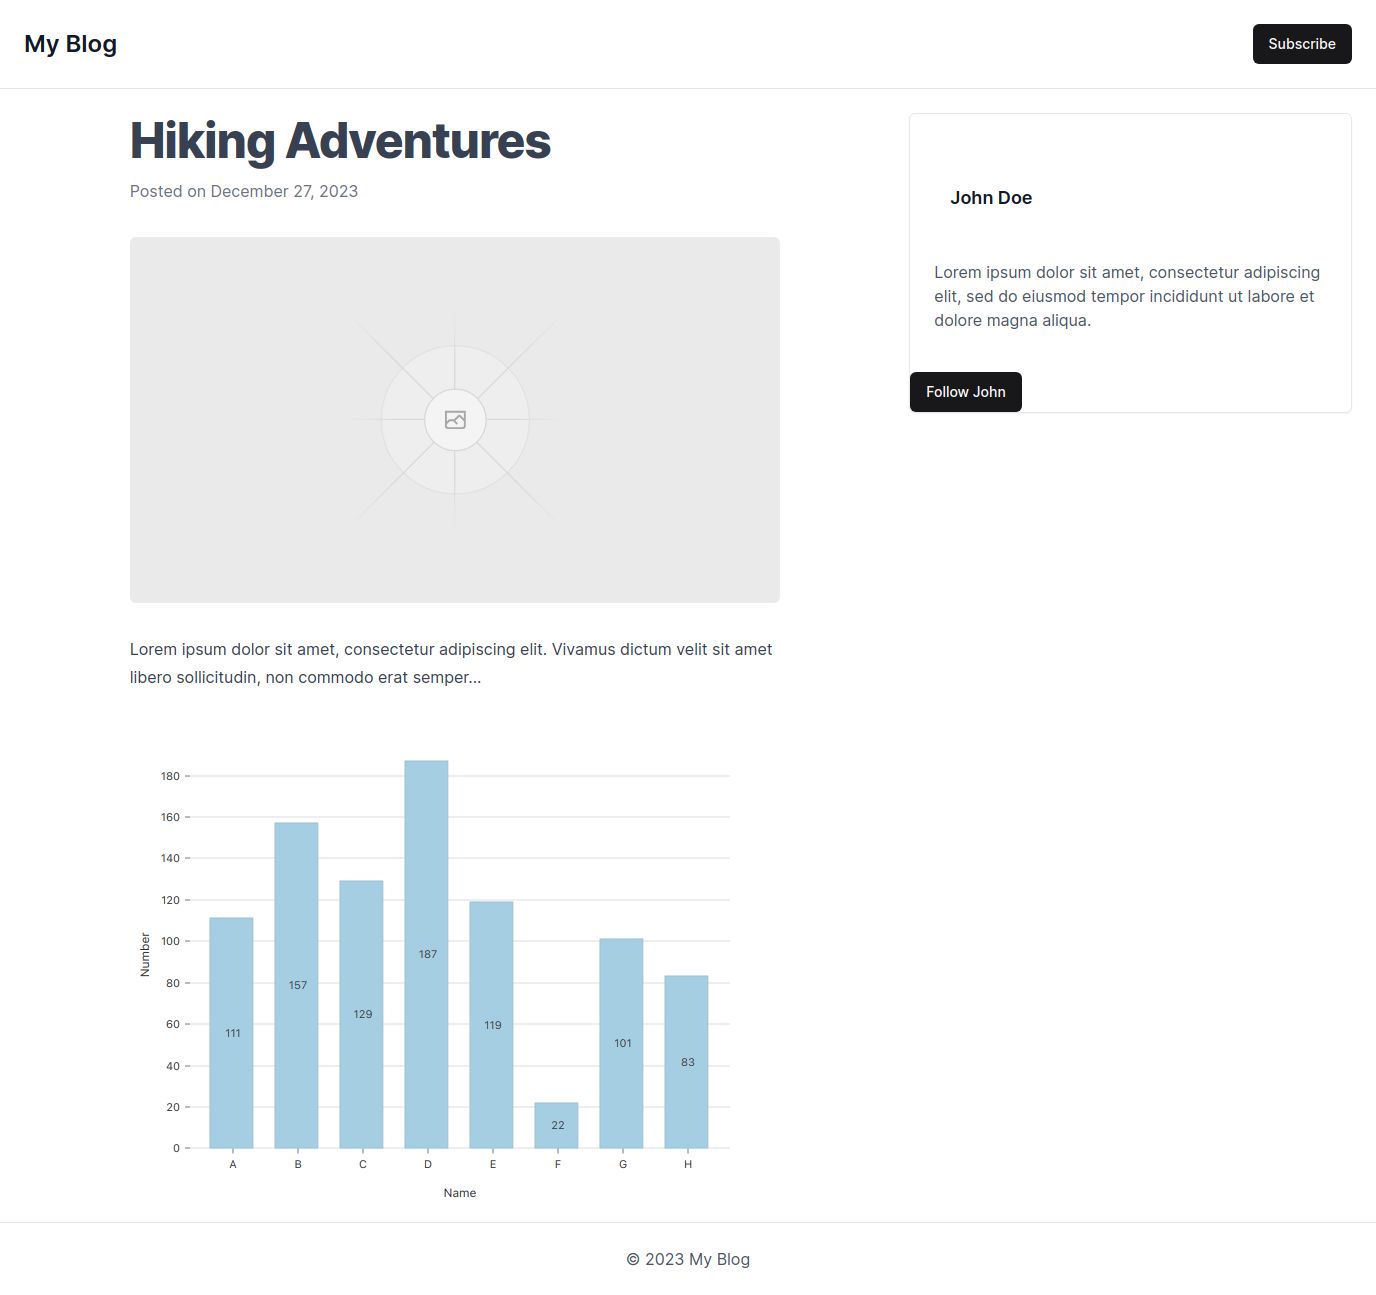 My Blog
Subscribe
Hiking Adventures
Posted on December 27, 2023
Lorem ipsum dolor sit amet, consectetur adipiscing elit. Vivamus dictum velit sit amet
libero sollicitudin, non commodo erat semper...
180
160
140
120
100
80
60
40
20
0
Number
111
157
129
187
119
22
101
83
A
B
C
D
E
F
G
H
Name
John Doe
Lorem ipsum dolor sit amet, consectetur adipiscing
elit, sed do eiusmod tempor incididunt ut labore et
dolore magna aliqua.
Follow John
© 2023 My Blog